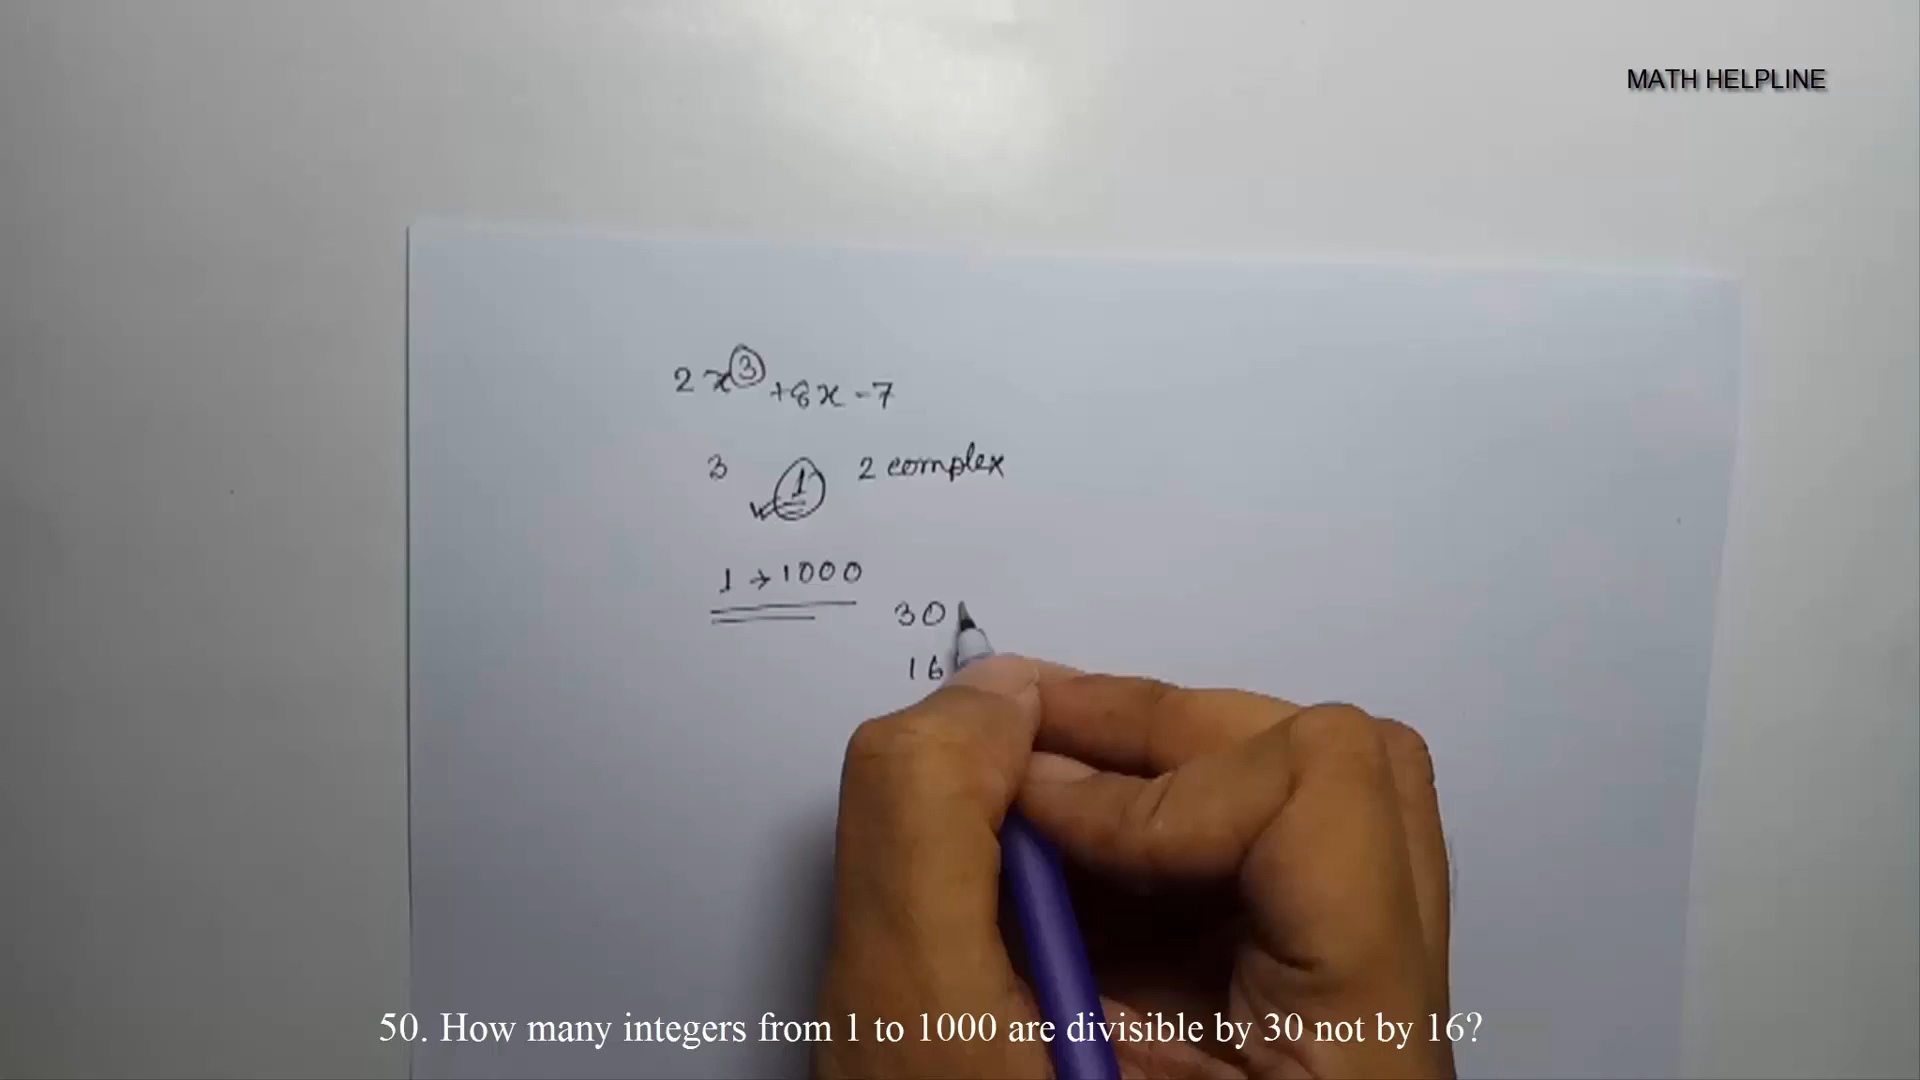 MATH HELPLINE
2x³+8x-7
3 1 2 complex
1→1000
30
16
50. How many integers from 1 to 1000 are divisible by 30 not by 16?